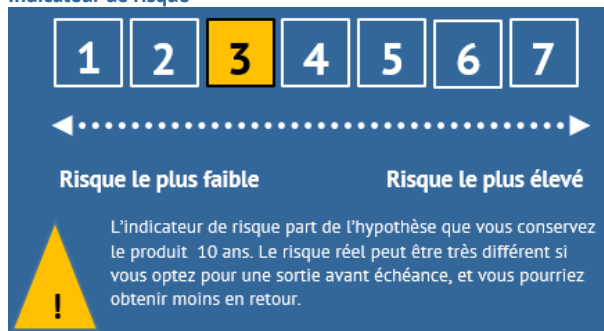 Indicateur de risque
1 2 3 4 5 6 7
Risque le plus faible Risque le plus élevé
L'indicateur de risque part de l'hypothèse que vous conservez
le produit 10 ans. Le risque réel peut être très différent si
vous optez pour une sortie avant échéance, et vous pourriez
obtenir moins en retour.
!